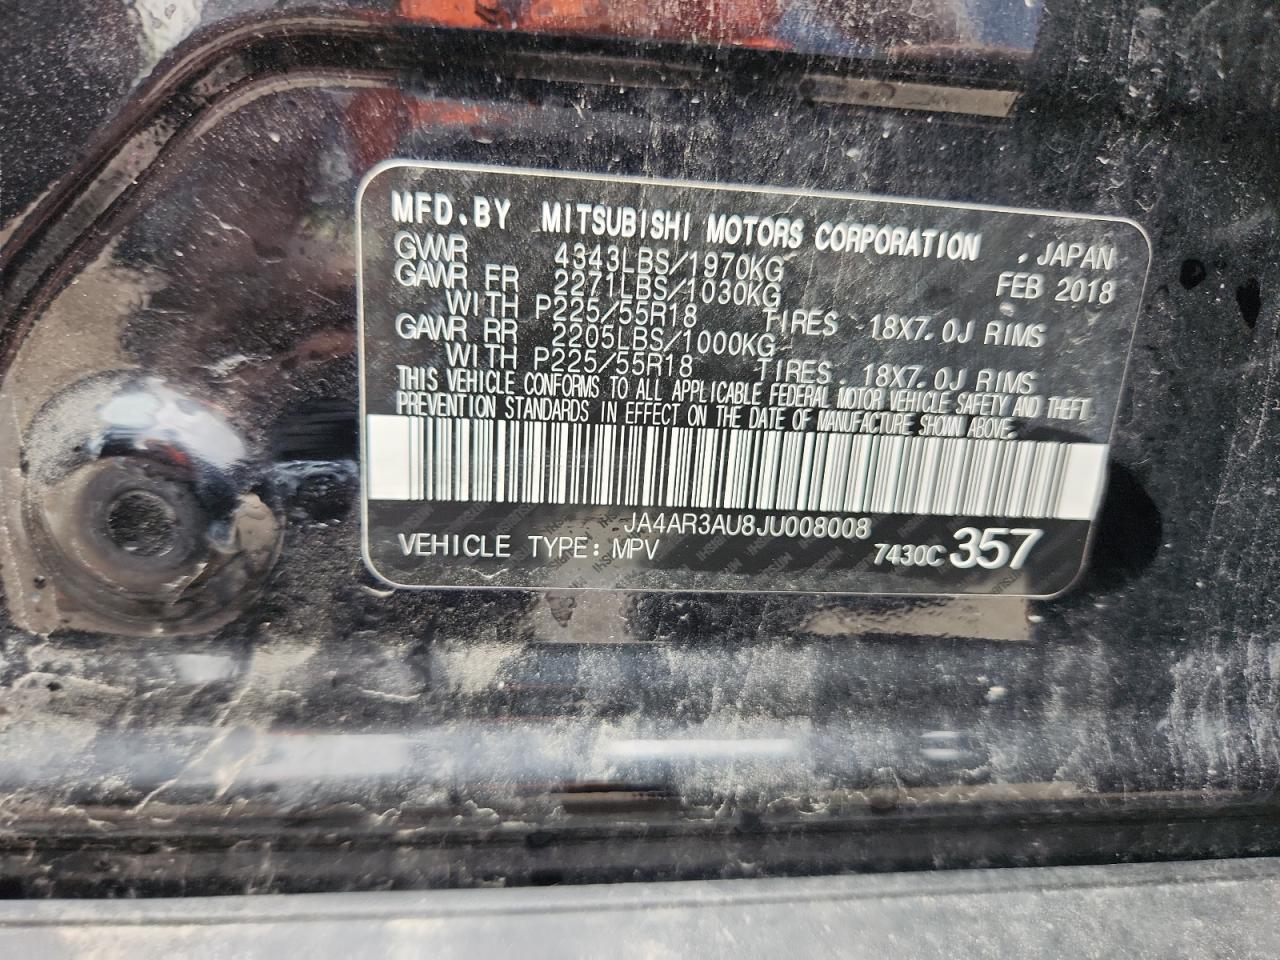 MFD.BY MITSUBISHI MOTORS CORPORATION , JAPAN
GVWR 4343LBS/1970KG FEB 2018
GAWR FR 2271LBS/1030KG
WITH P225/55R18 TIRES 18X7.0J RIMS
GAWR RR 2205LBS/1000KG
WITH P225/55R18 TIRES 18X7.0J RIMS
THIS VEHICLE CONFORMS TO ALL APPLICABLE FEDERAL MOTOR VEHICLE SAFETY AND THEFT
PREVENTION STANDARDS IN EFFECT ON THE DATE OF MANUFACTURE SHOWN ABOVE.
JA4AR3AU8JU008008
VEHICLE TYPE: MPV 7430C 357